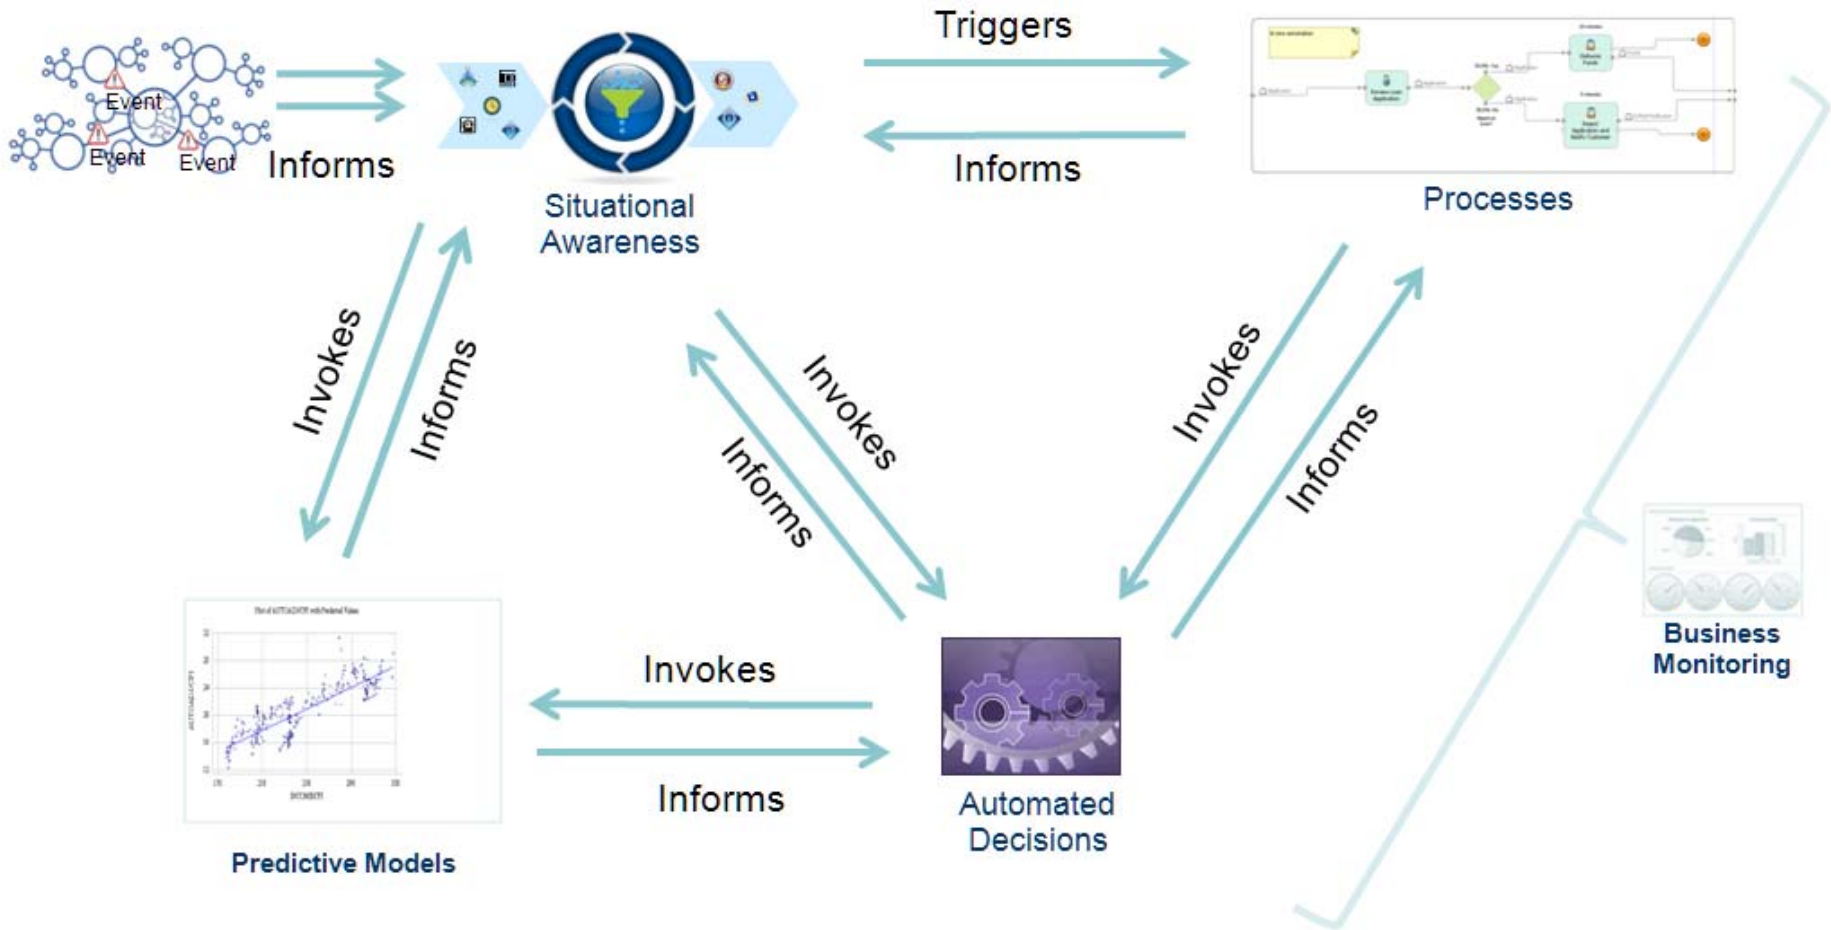 Triggers
Event
Event
Event
Informs
Situational
Awareness
Informs
Processes
Invokes
Informs
Invokes
Informs
Invokes
Informs
Business
Monitoring
Invokes
Informs
Predictive Models
Automated
Decisions